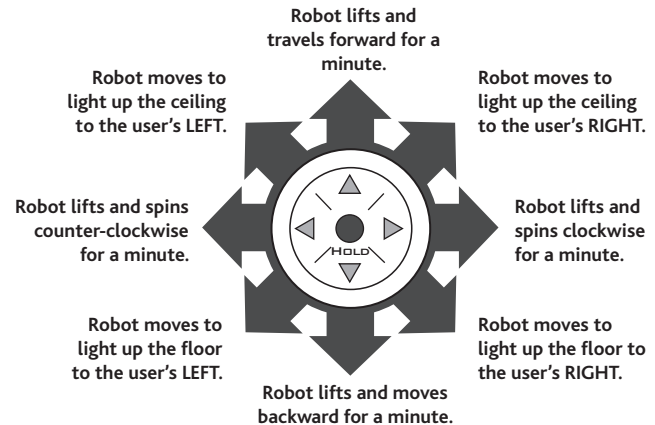 Robot lifts and
travels forward for a
minute.
Robot moves to
light up the ceiling
to the user's LEFT.
Robot moves to
light up the ceiling
to the user's RIGHT.
Robot lifts and spins
counter-clockwise
for a minute.
HOLD
Robot lifts and
spins clockwise
for a minute.
Robot moves to
light up the floor
to the user's LEFT.
Robot moves to
light up the floor to
the user's RIGHT.
Robot lifts and moves
backward for a minute.